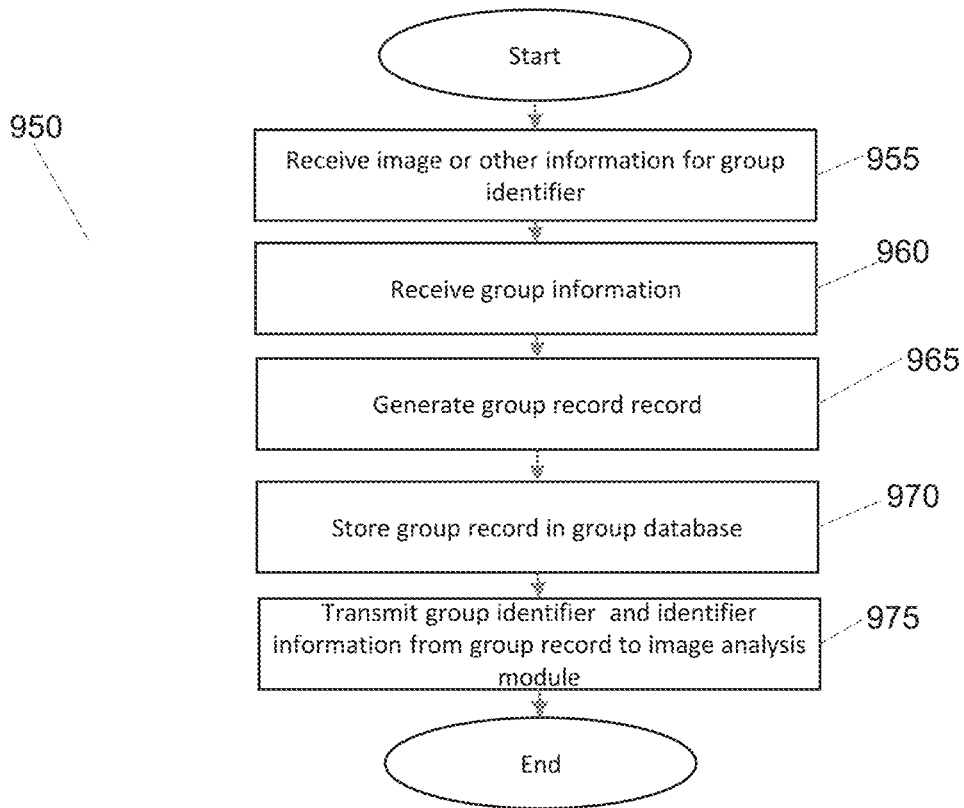 Start
950
Receive image or other information for group
identifier
955
Receive group information
960
Generate group record record
965
Store group record in group database
970
Transmit group identifier and identifier
information from group record to image analysis
module
975
End